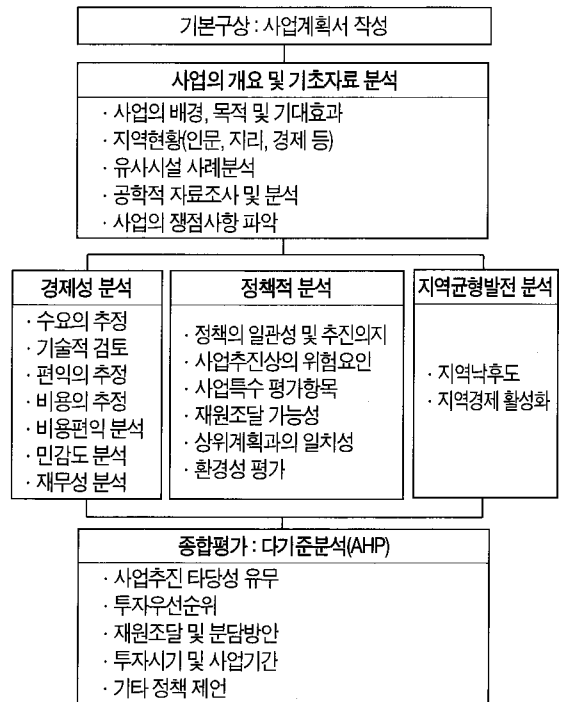 기본구상 : 사업계획서 작성
사업의 개요 및 기초자료 분석
· 사업의 배경, 목적 및 기대효과
· 지역현황(인문, 지리, 경제 등)
· 유사시설 사례분석
· 공학적 자료조사 및 분석
· 사업의 쟁점사항 파악
경제성 분석
· 수요의 추정
· 기술적 검토
· 편익의 추정
· 비용의 추정
· 비용편익 분석
· 민감도 분석
· 재무성 분석
정책적 분석
· 정책의 일관성 및 추진의지
· 사업추진상의 위험요인
· 사업특수 평가항목
· 재원조달 가능성
· 상위계획과의 일치성
· 환경성 평가
지역균형발전 분석
· 지역낙후도
· 지역경제 활성화
종합평가 : 다기준분석(AHP)
· 사업추진 타당성 유무
· 투자우선순위
· 재원조달 및 분담방안
· 투자시기 및 사업기간
· 기타 정책 제언